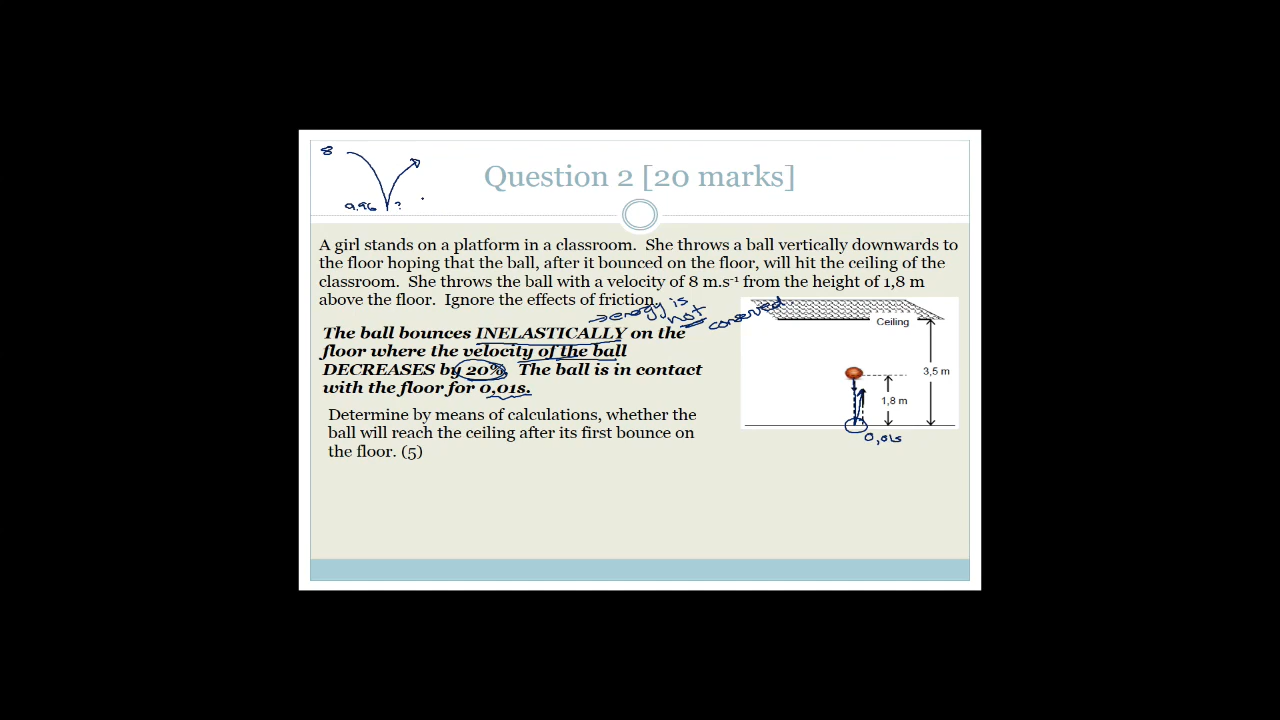 8
9.96 ?
Question 2 [20 marks]
A girl stands on a platform in a classroom. She throws a ball vertically downwards to
the floor hoping that the ball, after it bounced on the floor, will hit the ceiling of the
classroom. She throws the ball with a velocity of 8 m.s⁻¹ from the height of 1,8 m
above the floor. Ignore the effects of friction.
→ energy is not conserved
The ball bounces INELASTICALLY on the
floor where the velocity of the ball
DECREASES by 20%. The ball is in contact
with the floor for 0,01s.
Determine by means of calculations, whether the
ball will reach the ceiling after its first bounce on
the floor. (5)
Ceiling
3,5 m
1,8 m
0,01s